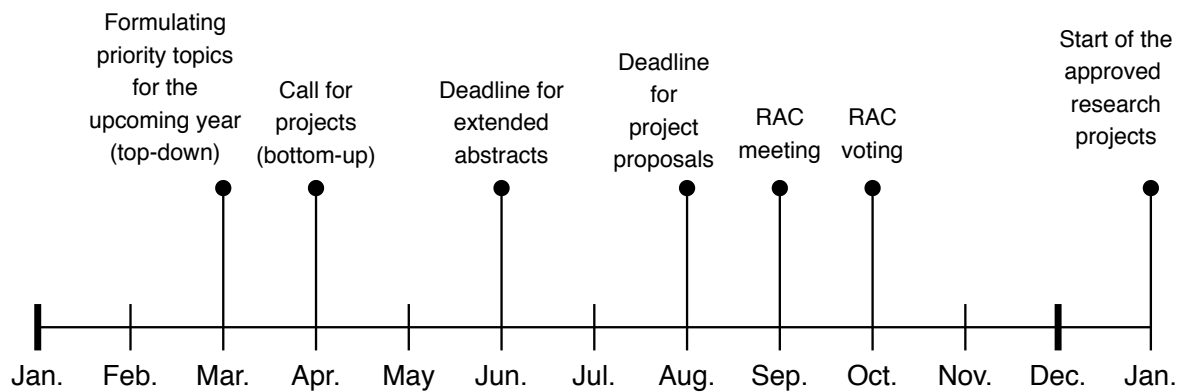 Formulating
priority topics
for the
upcoming year
(top-down)
Call for
projects
(bottom-up)
Deadline for
extended
abstracts
Deadline
for
project
proposals
RAC
meeting
RAC
voting
Start of the
approved
research
projects
Jan. Feb. Mar. Apr. May Jun. Jul. Aug. Sep. Oct. Nov. Dec. Jan.